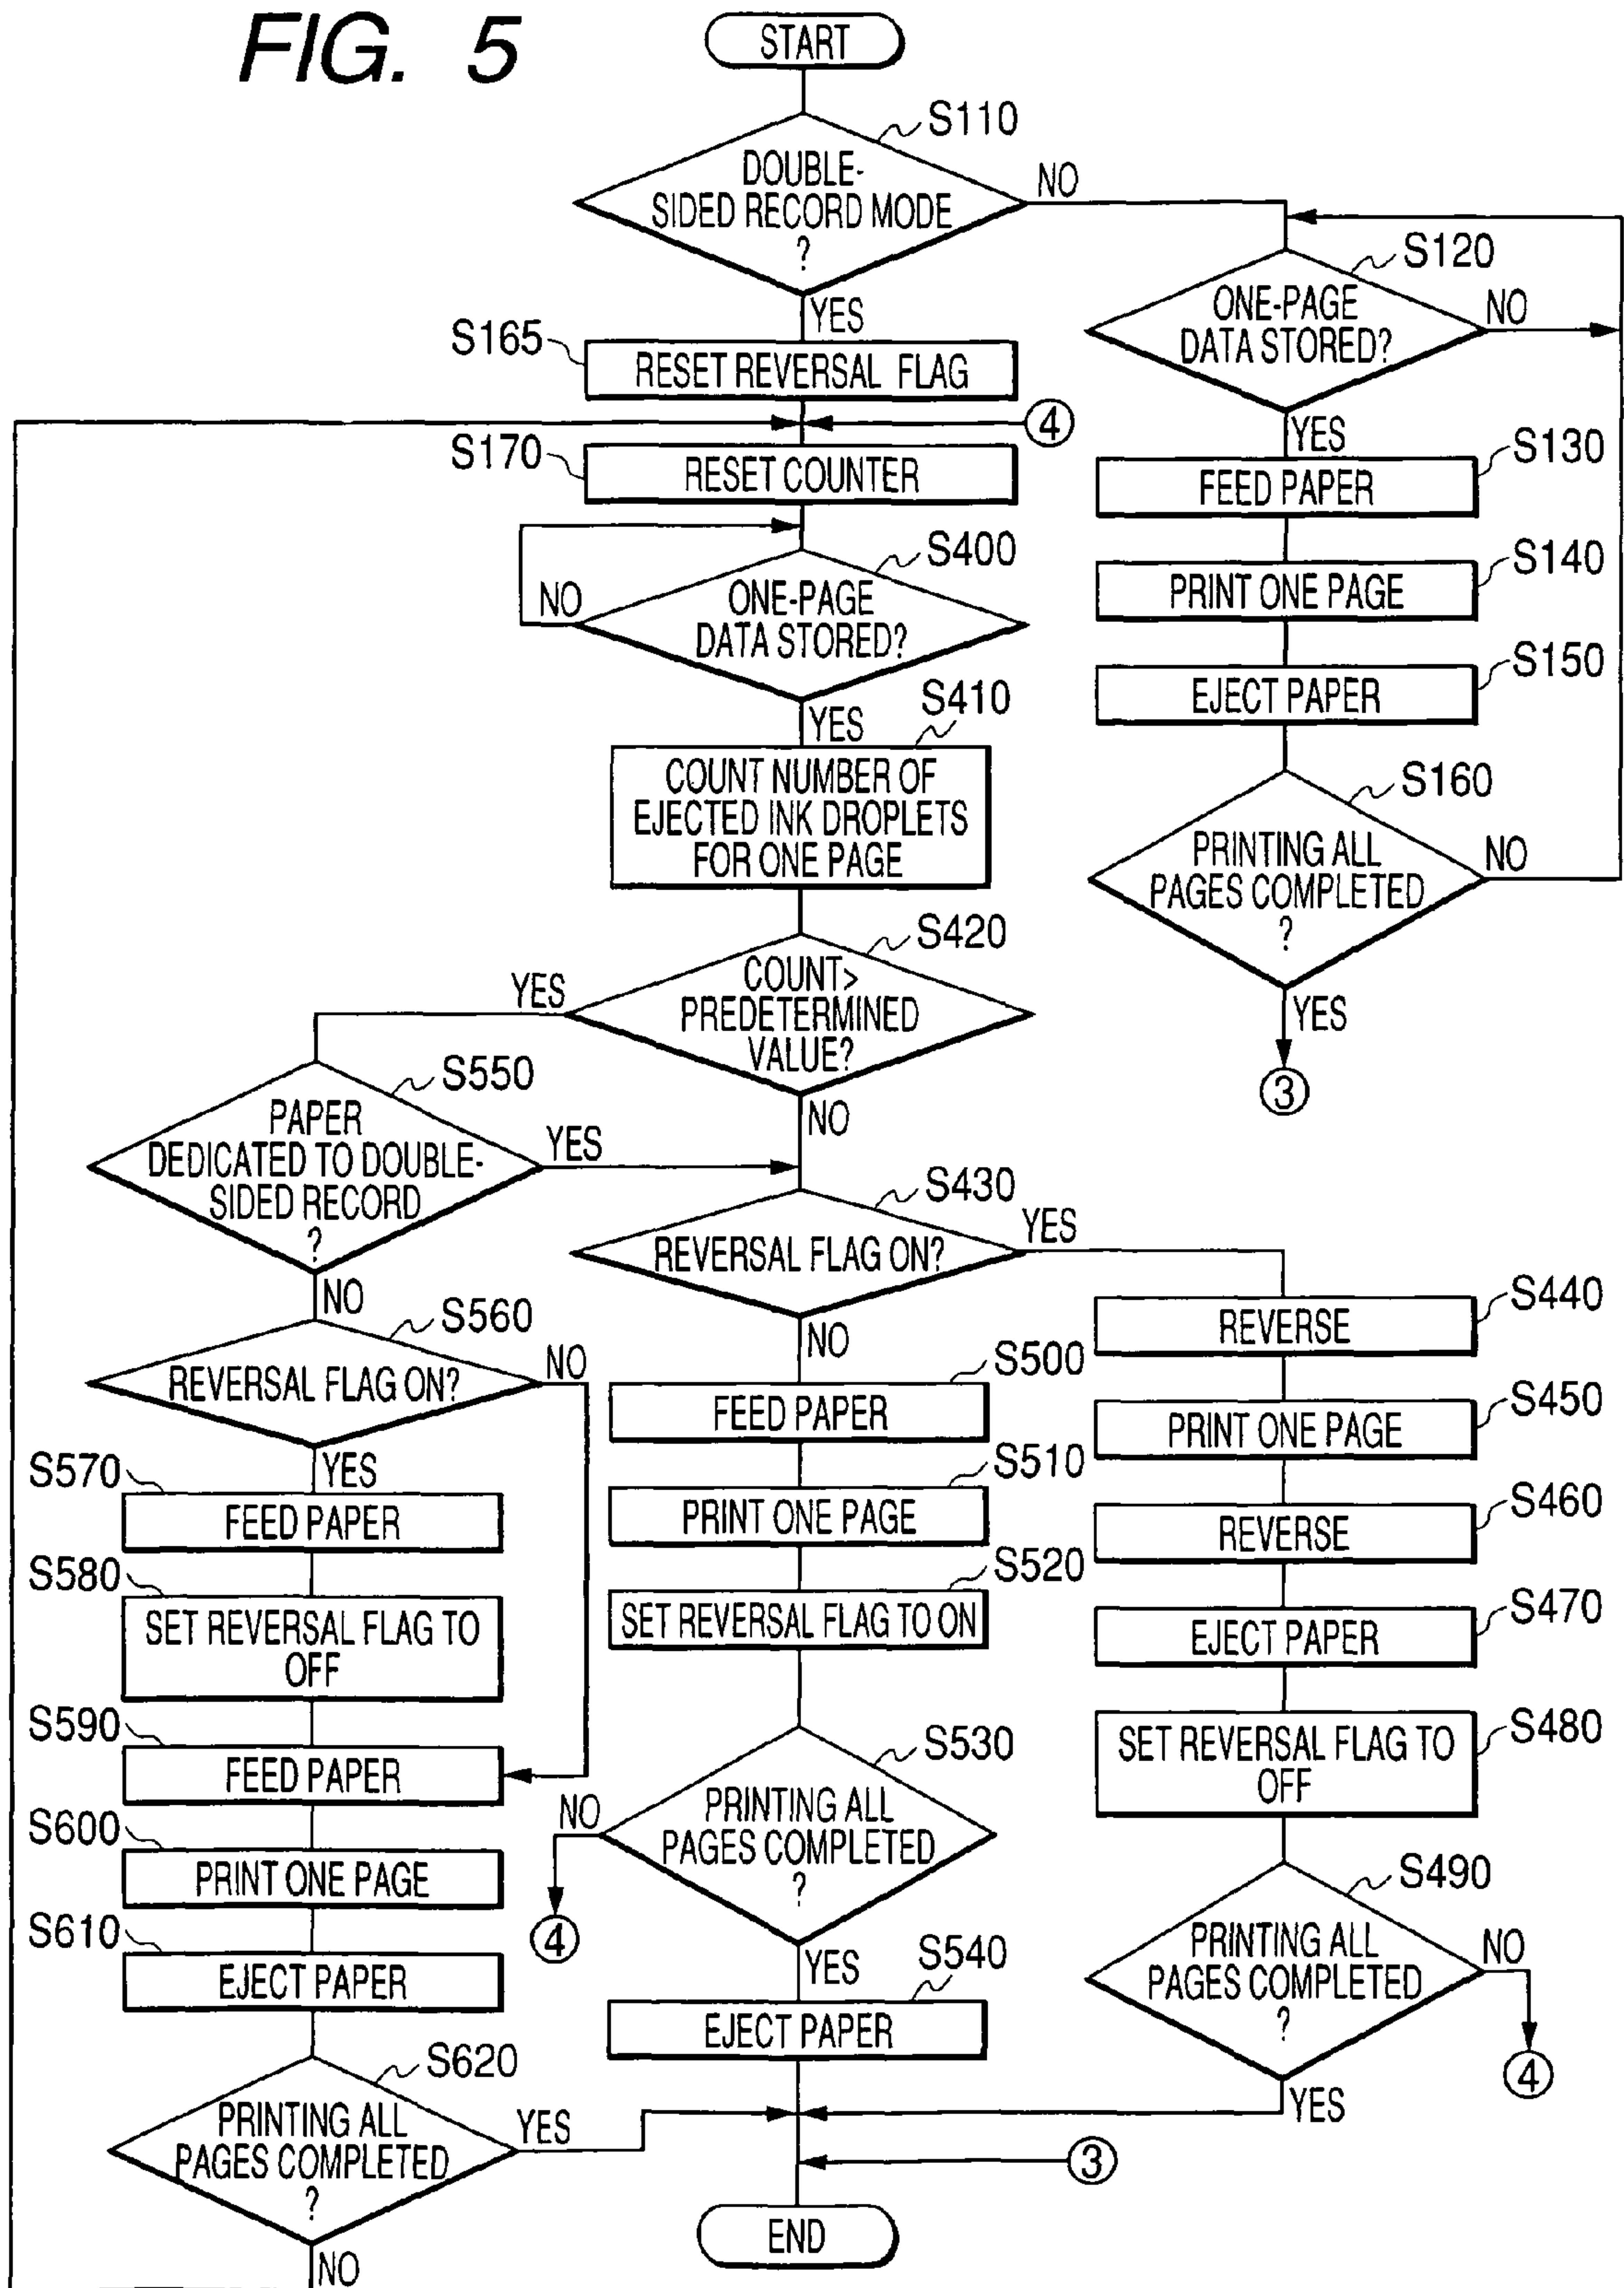 FIG. 5
START
S110
DOUBLE-
SIDED RECORD MODE
?
NO
YES
S120
ONE-PAGE
DATA STORED?
NO
YES
S165
RESET REVERSAL FLAG
4
S170
RESET COUNTER
S130
FEED PAPER
S140
PRINT ONE PAGE
S150
EJECT PAPER
S160
PRINTING ALL
PAGES COMPLETED
?
NO
YES
3
S400
ONE-PAGE
DATA STORED?
NO
YES
S410
COUNT NUMBER OF
EJECTED INK DROPLETS
FOR ONE PAGE
S420
COUNT>
PREDETERMINED
VALUE?
YES
NO
S550
PAPER
DEDICATED TO DOUBLE-
SIDED RECORD
?
YES
NO
S430
REVERSAL FLAG ON?
YES
NO
S440
REVERSE
S450
PRINT ONE PAGE
S460
REVERSE
S470
EJECT PAPER
S480
SET REVERSAL FLAG TO
OFF
S490
PRINTING ALL
PAGES COMPLETED
?
NO
4
YES
S500
FEED PAPER
S510
PRINT ONE PAGE
S520
SET REVERSAL FLAG TO ON
S530
PRINTING ALL
PAGES COMPLETED
?
NO
4
YES
S540
EJECT PAPER
S560
REVERSAL FLAG ON?
NO
YES
S570
FEED PAPER
S580
SET REVERSAL FLAG TO
OFF
S590
FEED PAPER
S600
PRINT ONE PAGE
S610
EJECT PAPER
S620
PRINTING ALL
PAGES COMPLETED
?
YES
NO
3
END